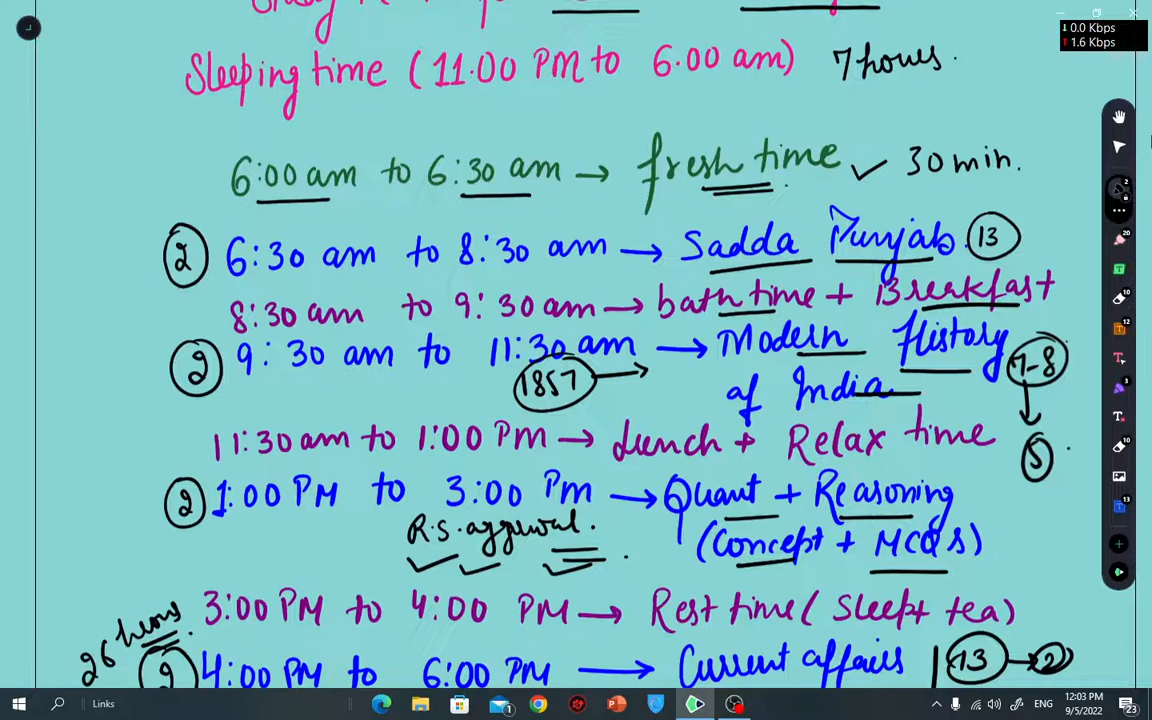 ↓ 0.0 Kbps
↑ 1.6 Kbps
Sleeping time (11.00 PM to 6.00 am) 7 hours.
6:00 am to 6:30 am → fresh time ✓ 30 min.
2 6:30 am to 8:30 am → Sadda Punjab. 13
8:30 am to 9:30 am → bath time + Breakfast
2 9:30 am to 11:30 am → Modern History 7-8
1857 → of India
11:30 am to 1:00 PM → Lunch + Relax time 5
2 1:00 PM to 3:00 Pm → Quant + Reasoning
R.S. aggerwal. (Concept + MCQS)
3:00 PM to 4:00 PM → Rest time (Sleep+ tea)
26 hours
2 4:00 PM to 6:00 PM → Current affairs | 13 → 2
Links
ENG
12:03 PM
9/5/2022
23